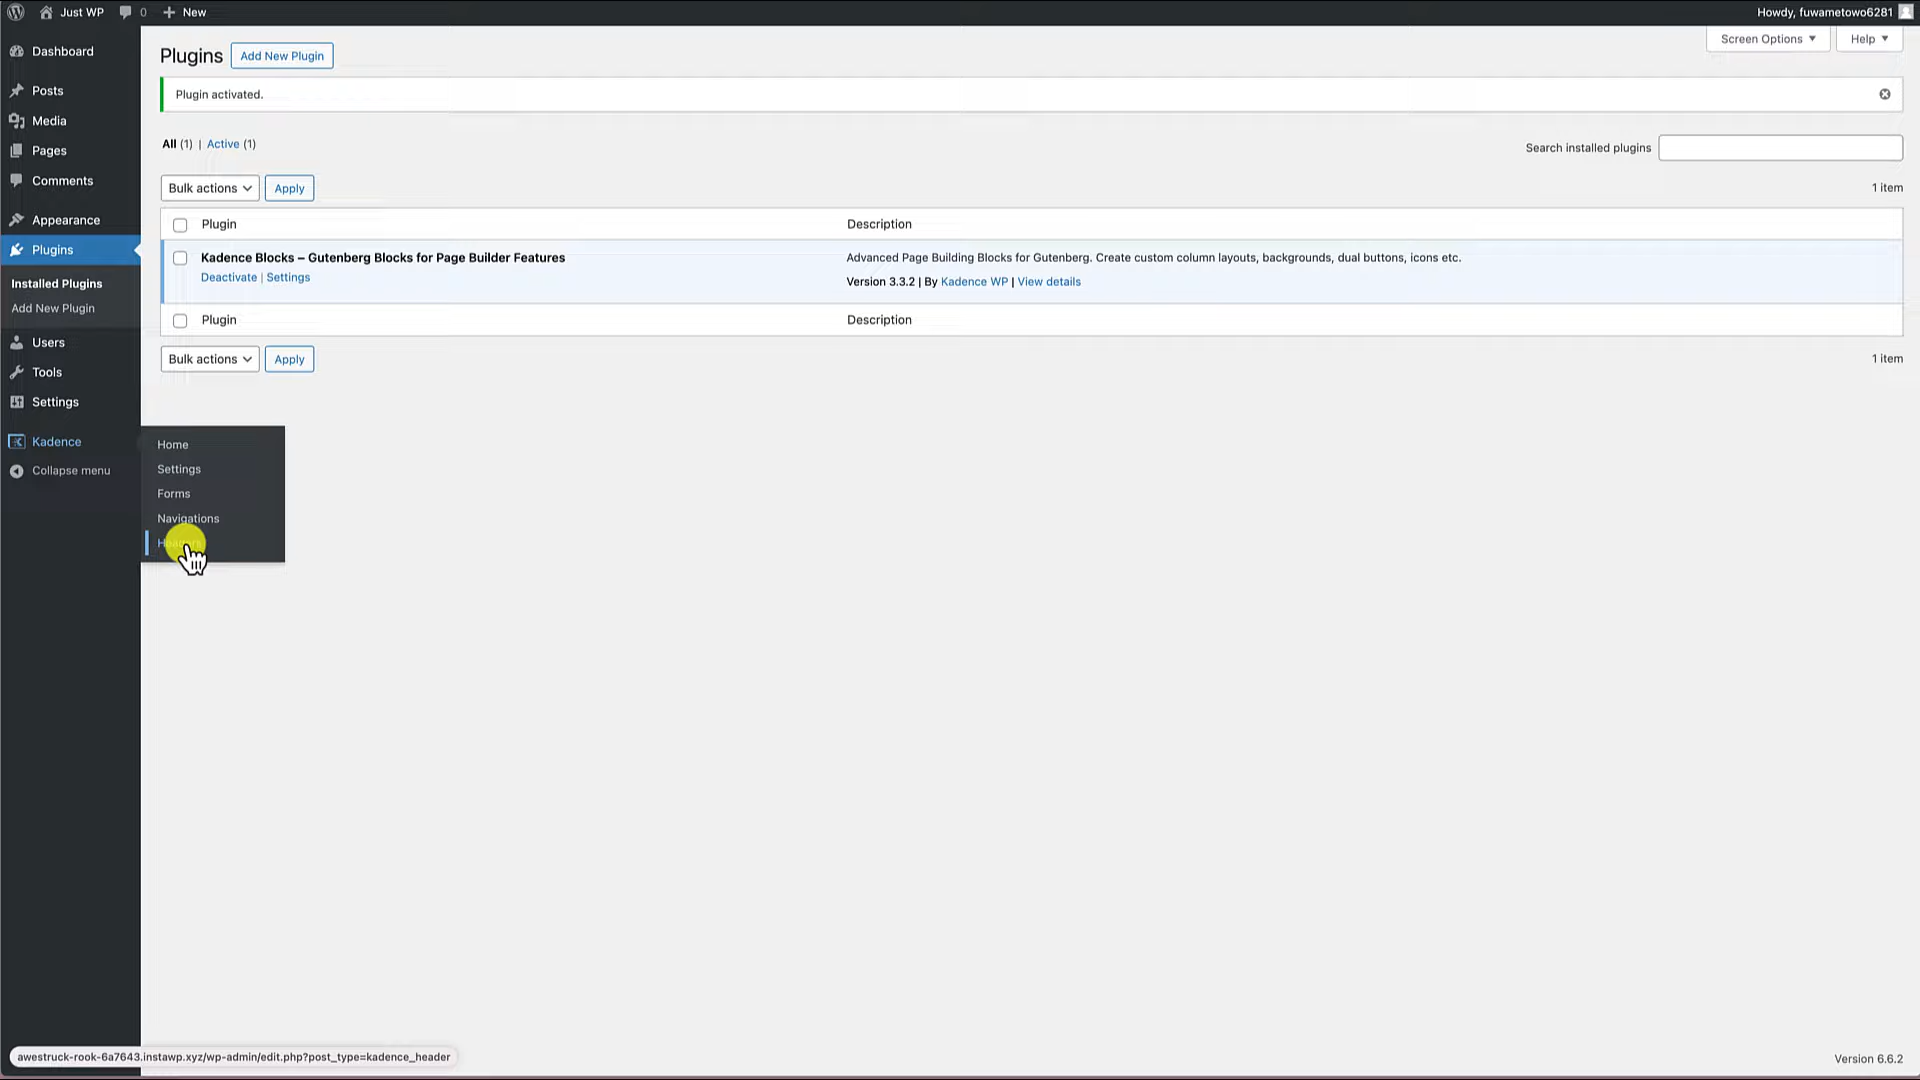 Just WP 0 New Howdy, fuwametowo6281
Screen Options Help
Dashboard
Posts
Media
Pages
Comments
Appearance
Plugins
Installed Plugins
Add New Plugin
Users
Tools
Settings
Kadence
Collapse menu
Home
Settings
Forms
Navigations
Plugins Add New Plugin
Plugin activated.
All (1) | Active (1)
Search installed plugins
Bulk actions Apply 1 item
Plugin Description
Kadence Blocks – Gutenberg Blocks for Page Builder Features
Deactivate | Settings
Advanced Page Building Blocks for Gutenberg. Create custom column layouts, backgrounds, dual buttons, icons etc.
Version 3.3.2 | By Kadence WP | View details
Plugin Description
Bulk actions Apply 1 item
awestruck-rook-6a7643.instawp.xyz/wp-admin/edit.php?post_type=kadence_header
Version 6.6.2